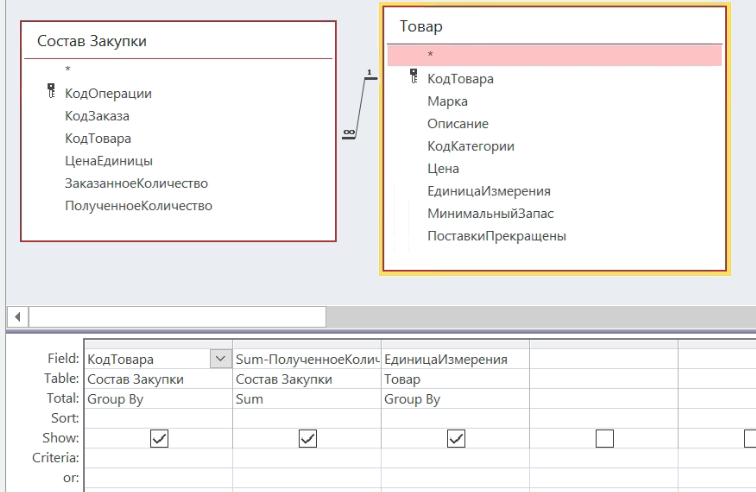 Состав Закупки
*
КодОперации
КодЗаказа
КодТовара
ЦенаЕдиницы
ЗаказанноеКоличество
ПолученноеКоличество
1
∞
Товар
*
КодТовара
Марка
Описание
КодКатегории
Цена
ЕдиницаИзмерения
МинимальныйЗапас
ПоставкиПрекращены
Field: КодТовара Sum-ПолученноеКолич ЕдиницаИзмерения
Table: Состав Закупки Состав Закупки Товар
Total: Group By Sum Group By
Sort:
Show:
Criteria:
or: